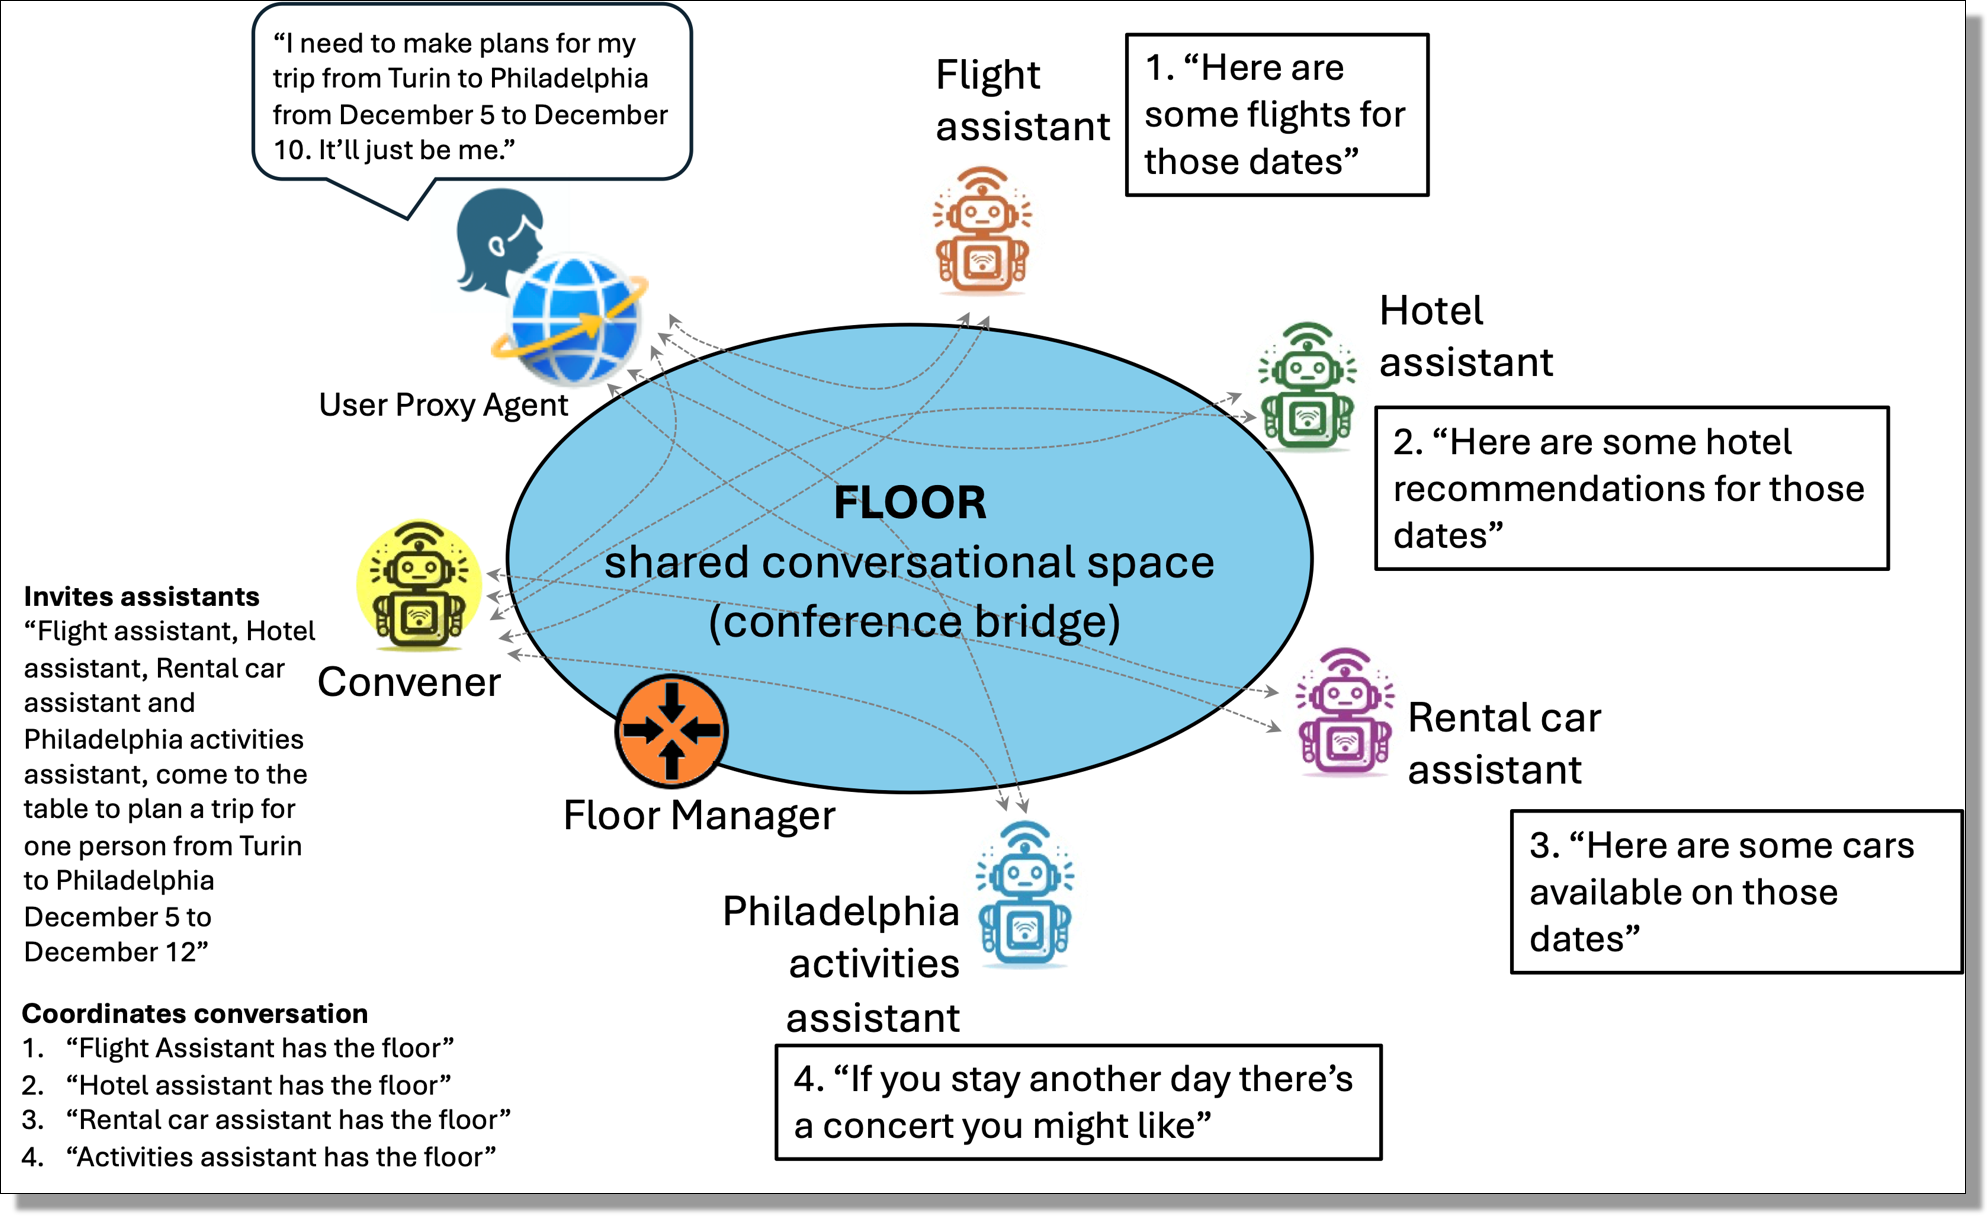 “I need to make plans for my
trip from Turin to Philadelphia
from December 5 to December
10. It’ll just be me.”
User Proxy Agent
Flight
assistant
1. “Here are
some flights for
those dates”
Hotel
assistant
2. “Here are some hotel
recommendations for those
dates”
FLOOR
shared conversational space
(conference bridge)
Convener
Invites assistants
“Flight assistant, Hotel
assistant, Rental car
assistant and
Philadelphia activities
assistant, come to the
table to plan a trip for
one person from Turin
to Philadelphia
December 5 to
December 12”
Floor Manager
Rental car
assistant
3. “Here are some cars
available on those
dates”
Philadelphia
activities
assistant
4. “If you stay another day there’s
a concert you might like”
Coordinates conversation
1. “Flight Assistant has the floor”
2. “Hotel assistant has the floor”
3. “Rental car assistant has the floor”
4. “Activities assistant has the floor”